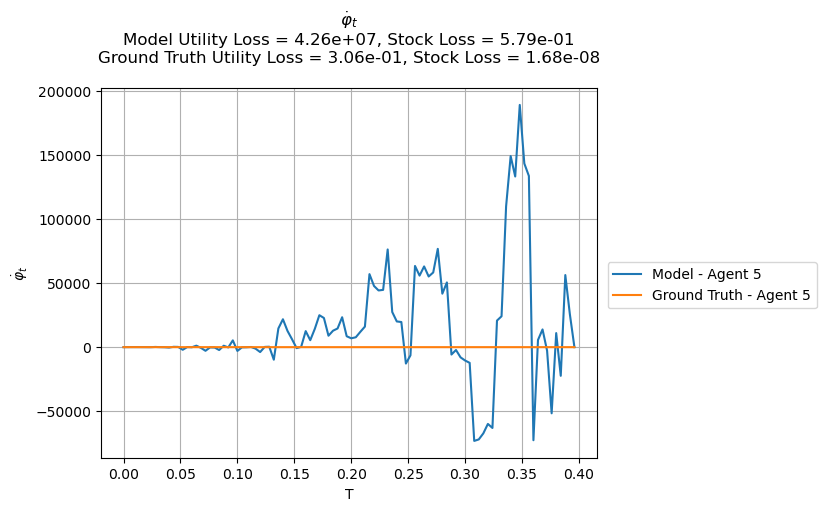 φ̇_t
Model Utility Loss = 4.26e+07, Stock Loss = 5.79e-01
Ground Truth Utility Loss = 3.06e-01, Stock Loss = 1.68e-08
200000
150000
100000
50000
0
−50000
φ̇_t
0.00 0.05 0.10 0.15 0.20 0.25 0.30 0.35 0.40
T
Model - Agent 5
Ground Truth - Agent 5